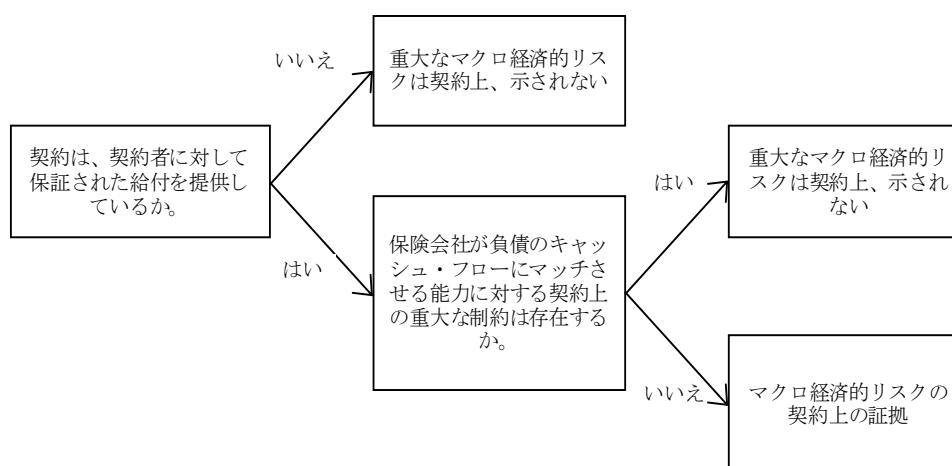 契約は、契約者に対して
保証された給付を提供し
ているか。
いいえ
重大なマクロ経済的リス
クは契約上、示されない
はい
保険会社が負債のキャッ
シュ・フローにマッチさ
せる能力に対する契約上
の重大な制約は存在する
か。
はい
重大なマクロ経済的リ
スクは契約上、示され
ない
いいえ
マクロ経済的リスクの
契約上の証拠